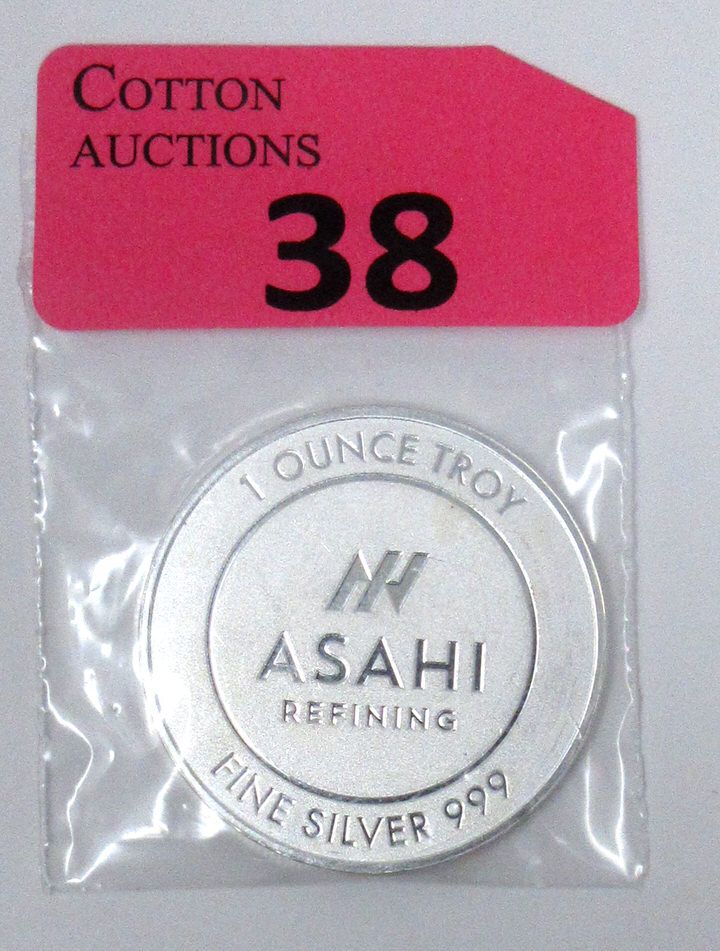 COTTON
AUCTIONS
38
1 OUNCE TROY
ASAHI
REFINING
FINE SILVER 999